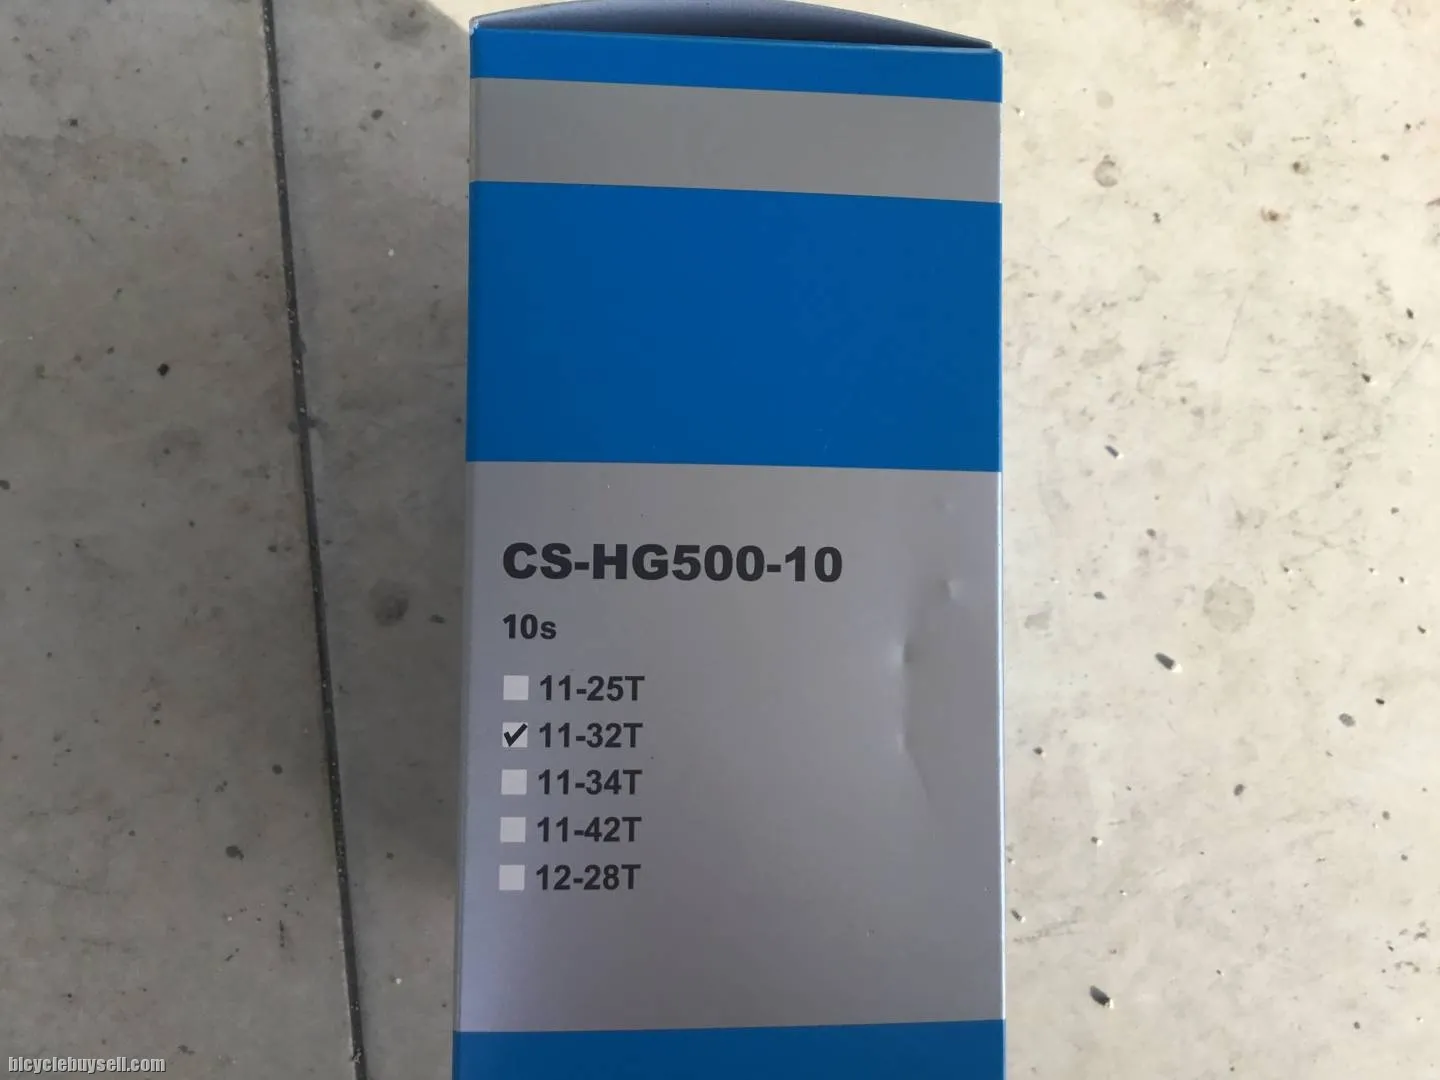 CS-HG500-10
10s
11-25T
✓ 11-32T
11-34T
11-42T
12-28T
bicyclebuysell.com